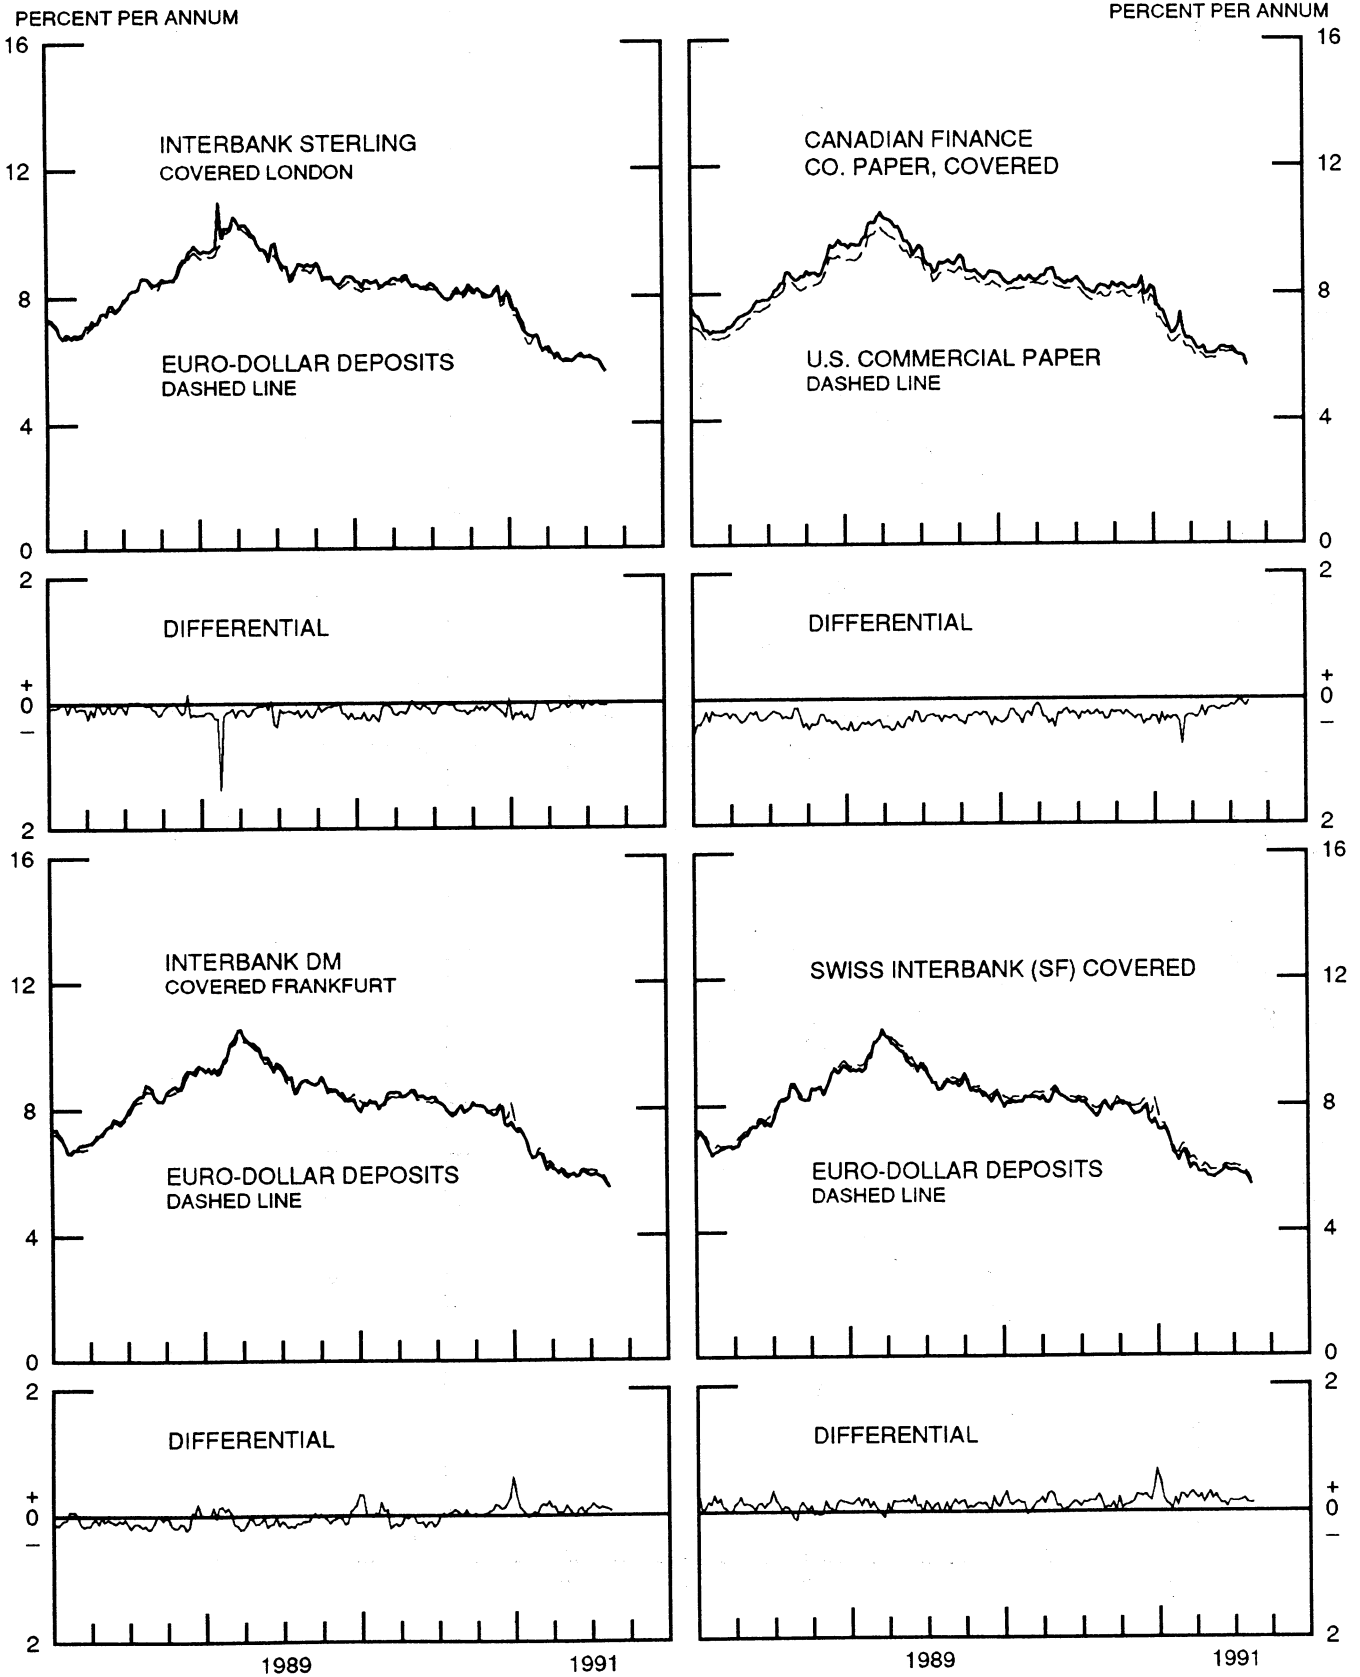 PERCENT PER ANNUM
PERCENT PER ANNUM
16
12
8
4
0
INTERBANK STERLING
COVERED LONDON
EURO-DOLLAR DEPOSITS
DASHED LINE
CANADIAN FINANCE
CO. PAPER, COVERED
U.S. COMMERCIAL PAPER
DASHED LINE
16
12
8
4
0
2
+
0
–
2
DIFFERENTIAL
DIFFERENTIAL
2
+
0
–
2
16
12
8
4
0
INTERBANK DM
COVERED FRANKFURT
EURO-DOLLAR DEPOSITS
DASHED LINE
SWISS INTERBANK (SF) COVERED
EURO-DOLLAR DEPOSITS
DASHED LINE
16
12
8
4
0
2
+
0
–
2
DIFFERENTIAL
DIFFERENTIAL
2
+
0
–
2
1989
1991
1989
1991